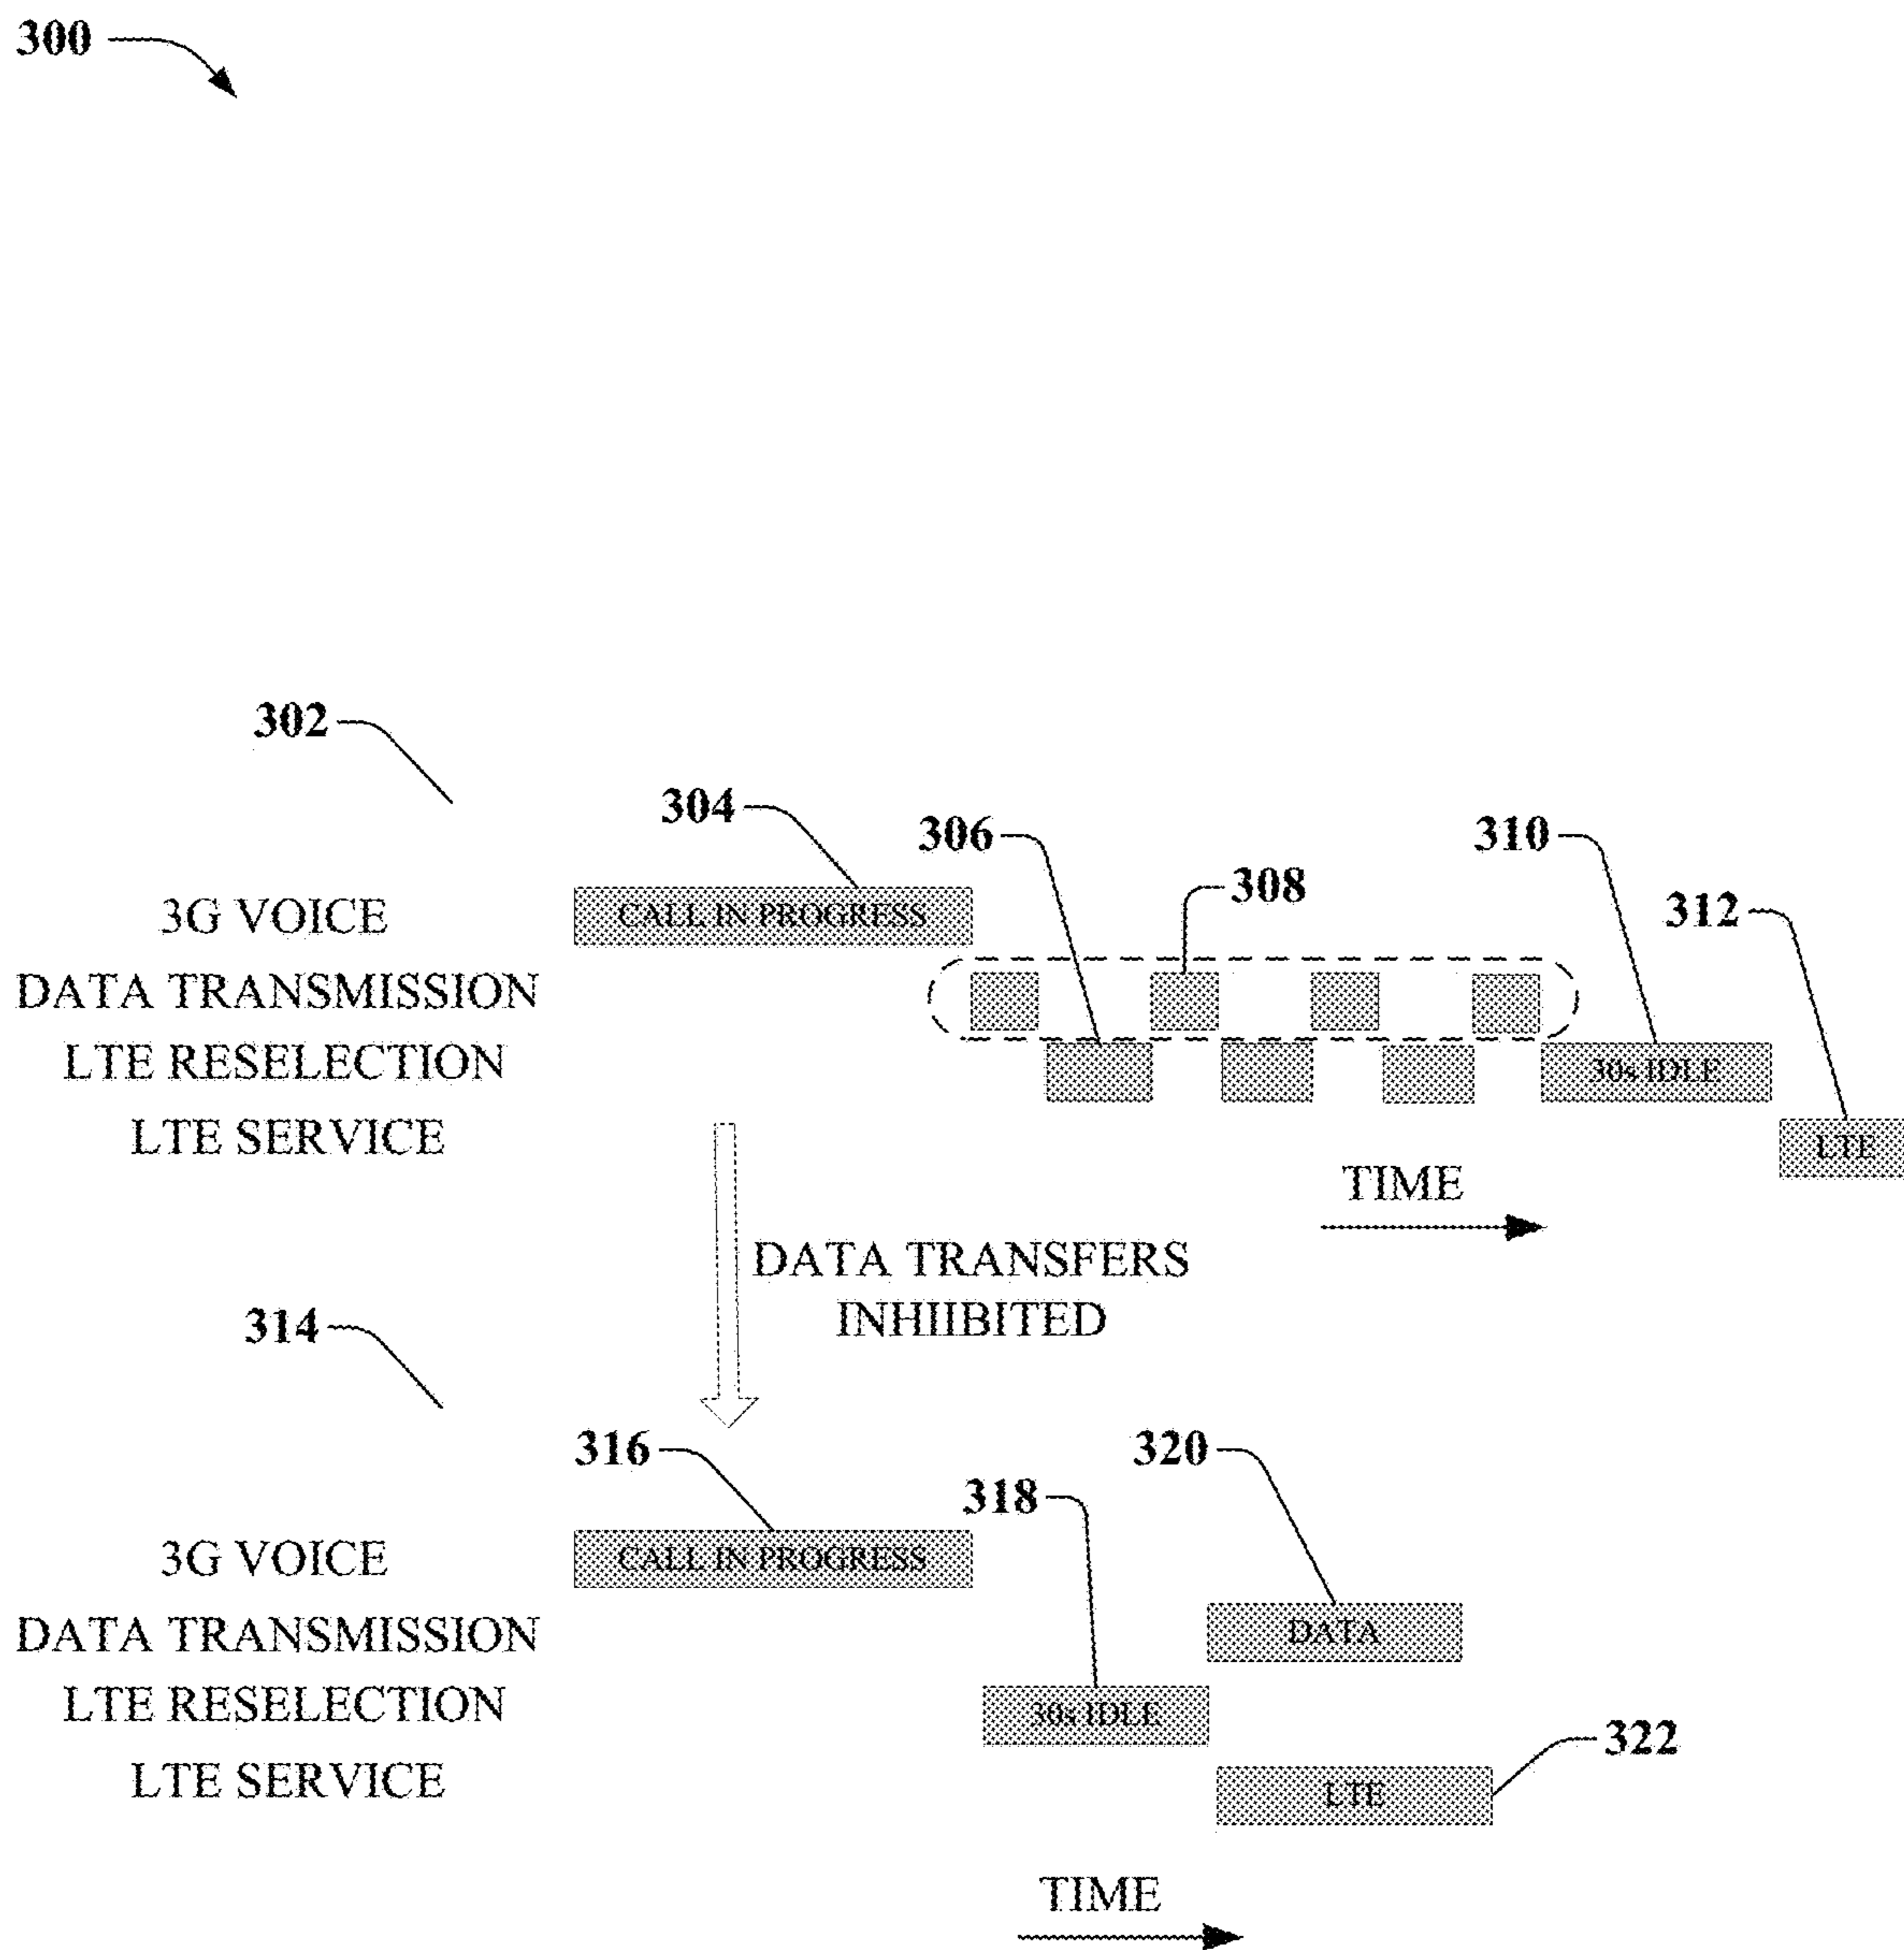 300
302
304
306
308
310
312
3G VOICE
CALL IN PROGRESS
DATA TRANSMISSION
LTE RESELECTION
30s IDLE
LTE SERVICE
LTE
TIME
DATA TRANSFERS
INHIIBITED
314
316
318
320
3G VOICE
CALL IN PROGRESS
DATA TRANSMISSION
DATA
LTE RESELECTION
30s IDLE
322
LTE SERVICE
LTE
TIME